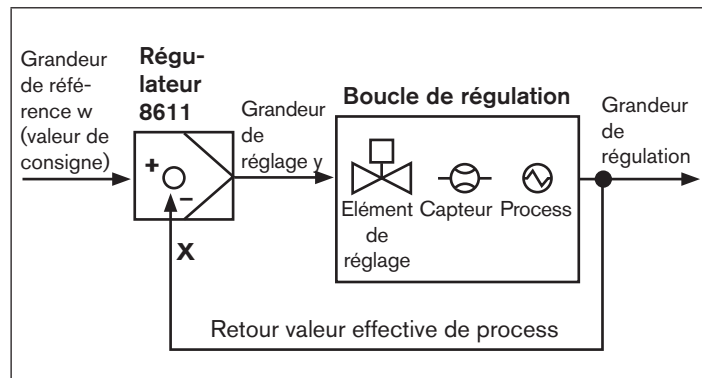 Grandeur
de réfé-
rence w
(valeur de
consigne)
Régu-
lateur
8611
+
-
X
Grandeur
de
réglage y
Boucle de régulation
Elément
de
réglage
Capteur
Process
Grandeur
de
régulation
Retour valeur effective de process